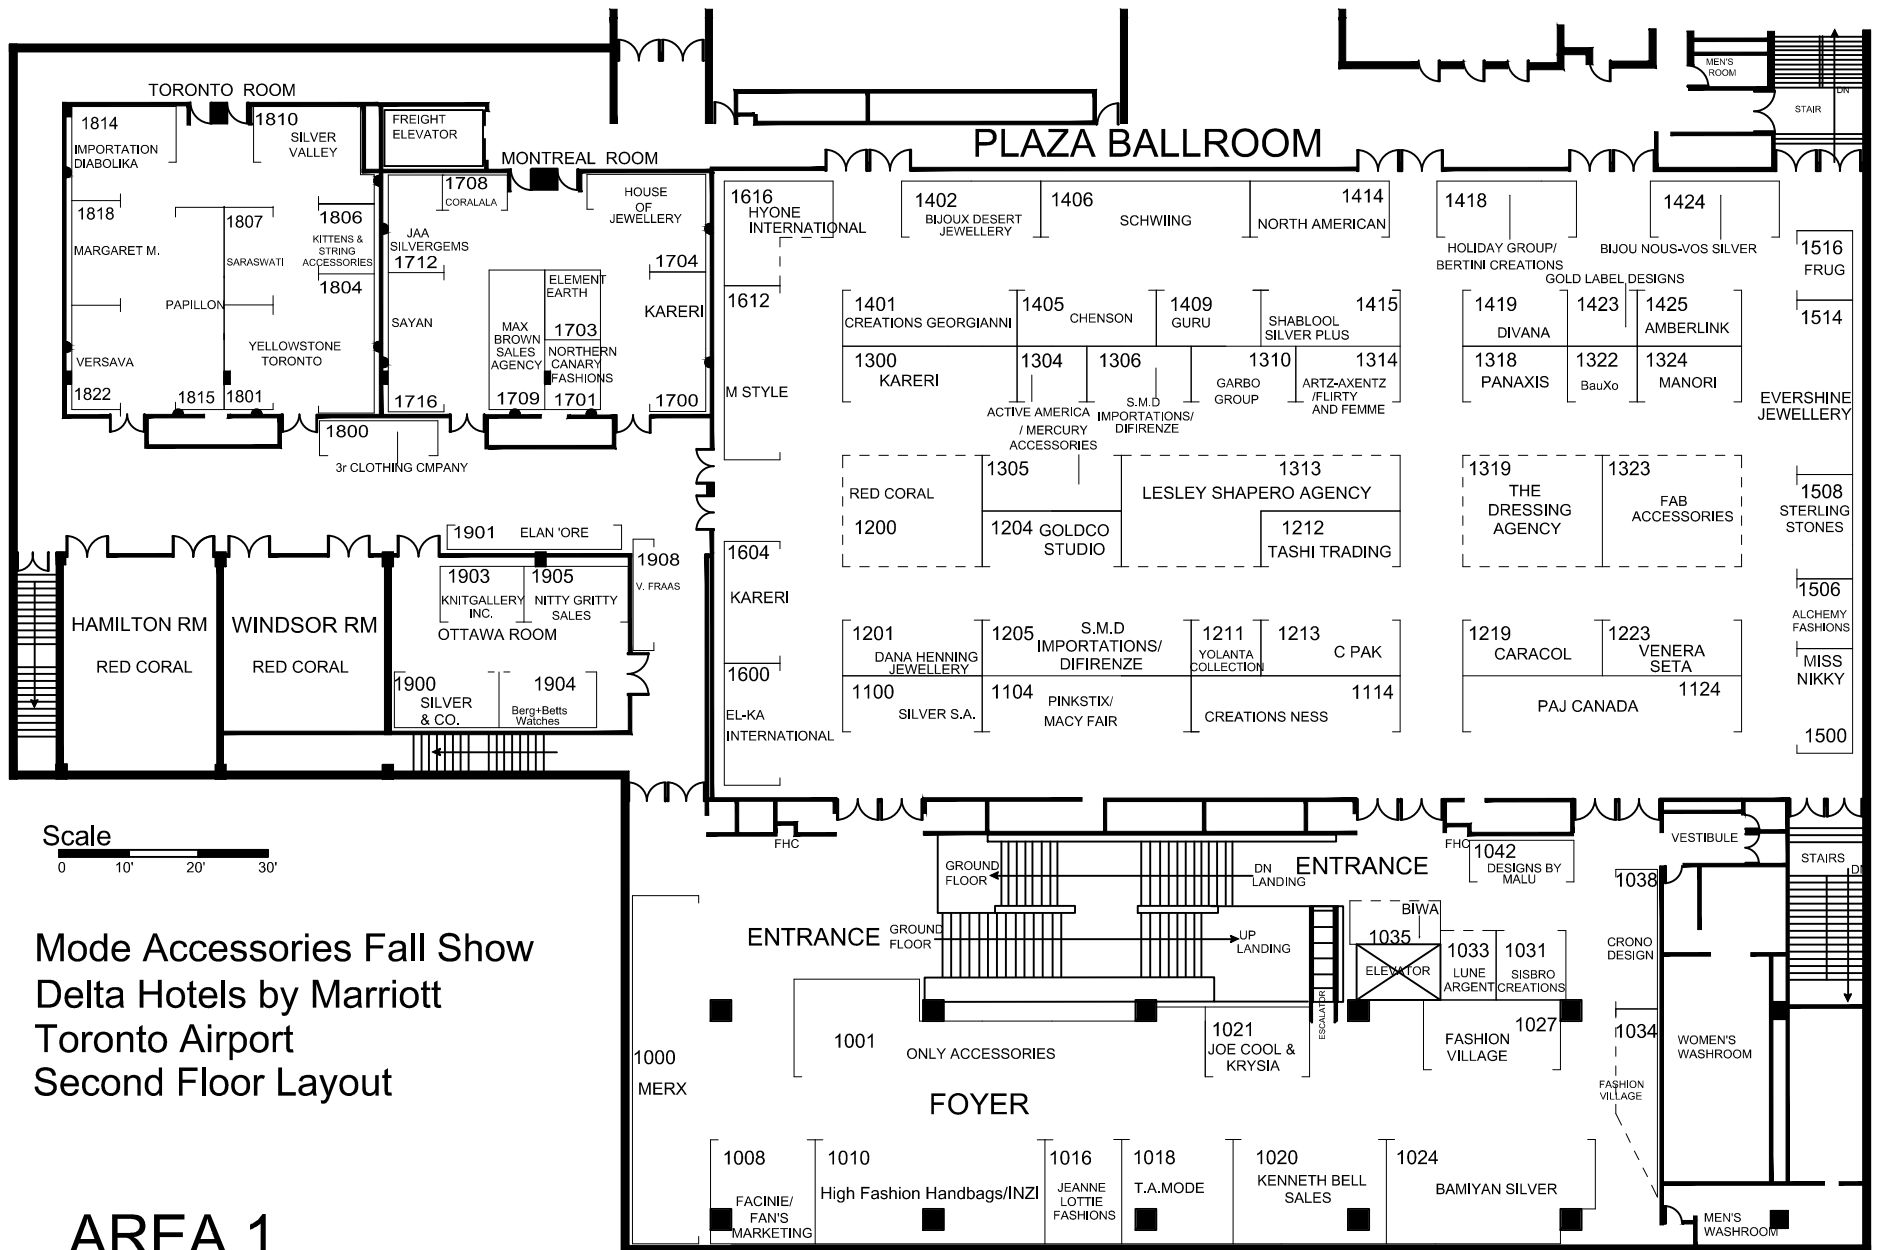 TORONTO ROOM
1814
IMPORTATION
DIABOLIKA
1810
SILVER
VALLEY
1818
MARGARET M.
1807
SARASWATI
1806
KITTENS &
STRING
ACCESSORIES
1804
PAPILLON
YELLOWSTONE
TORONTO
VERSAVA
1822
1815
1801
1800
3r CLOTHING CMPANY
FREIGHT
ELEVATOR
MONTREAL ROOM
1708
CORALALA
HOUSE
OF
JEWELLERY
JAA
SILVERGEMS
1712
1704
SAYAN
MAX
BROWN
SALES
AGENCY
ELEMENT
EARTH
1703
NORTHERN
CANARY
FASHIONS
KARERI
1716
1709
1701
1700
PLAZA BALLROOM
MEN'S
ROOM
DN
STAIR
1616
HYONE
INTERNATIONAL
1402
BIJOUX DESERT
JEWELLERY
1406
SCHWIING
1414
NORTH AMERICAN
1418
HOLIDAY GROUP/
BERTINI CREATIONS
1424
BIJOU NOUS-VOS SILVER
1516
FRUG
1612
M STYLE
1401
CREATIONS GEORGIANNI
1405
CHENSON
1409
GURU
1415
SHABLOOL
SILVER PLUS
GOLD LABEL DESIGNS
1419
DIVANA
1423
1425
AMBERLINK
1514
EVERSHINE
JEWELLERY
1300
KARERI
1304
ACTIVE AMERICA
/ MERCURY
ACCESSORIES
1306
S.M.D
IMPORTATIONS/
DIFIRENZE
1310
GARBO
GROUP
1314
ARTZ-AXENTZ
/FLIRTY
AND FEMME
1318
PANAXIS
1322
BauXo
1324
MANORI
RED CORAL
1200
1305
1204
GOLDCO
STUDIO
1313
LESLEY SHAPERO AGENCY
1212
TASHI TRADING
1319
THE
DRESSING
AGENCY
1323
FAB
ACCESSORIES
1508
STERLING
STONES
1506
ALCHEMY
FASHIONS
1901
ELAN 'ORE
1908
V. FRAAS
1903
KNITGALLERY
INC.
1905
NITTY GRITTY
SALES
OTTAWA ROOM
HAMILTON RM
RED CORAL
WINDSOR RM
RED CORAL
1900
SILVER
& CO.
1904
Berg+Betts
Watches
1604
KARERI
1600
EL-KA
INTERNATIONAL
1201
DANA HENNING
JEWELLERY
1205
S.M.D
IMPORTATIONS/
DIFIRENZE
1211
YOLANTA
COLLECTION
1213
C PAK
1219
CARACOL
1223
VENERA
SETA
MISS
NIKKY
1500
1100
SILVER S.A.
1104
PINKSTIX/
MACY FAIR
1114
CREATIONS NESS
1124
PAJ CANADA
Scale
0 10' 20' 30'
Mode Accessories Fall Show
Delta Hotels by Marriott
Toronto Airport
Second Floor Layout
AREA 1
FHC
GROUND
FLOOR
DN
LANDING
ENTRANCE
ENTRANCE
GROUND
FLOOR
UP
LANDING
ESCALATOR
FHC
1042
DESIGNS BY
MALU
VESTIBULE
STAIRS
DN
1038
CRONO
DESIGN
BIWA
1035
ELEVATOR
1033
LUNE
ARGENT
1031
SISBRO
CREATIONS
1027
FASHION
VILLAGE
1034
FASHION
VILLAGE
WOMEN'S
WASHROOM
MEN'S
WASHROOM
1000
MERX
1001
ONLY ACCESSORIES
1021
JOE COOL &
KRYSIA
FOYER
1008
FACINIE/
FAN'S
MARKETING
1010
High Fashion Handbags/INZI
1016
JEANNE
LOTTIE
FASHIONS
1018
T.A.MODE
1020
KENNETH BELL
SALES
1024
BAMIYAN SILVER